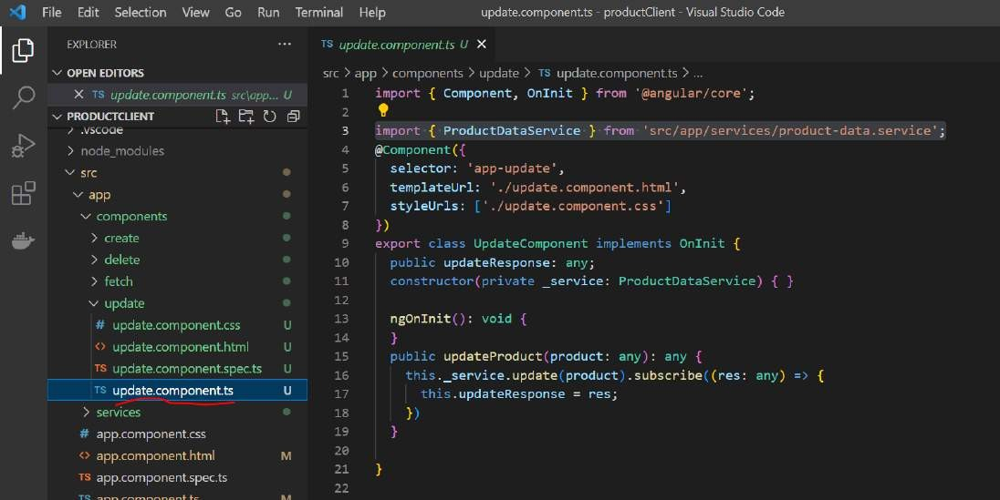 File Edit Selection View Go Run Terminal Help update.component.ts - productClient - Visual Studio Code
EXPLORER ...
OPEN EDITORS
TS update.component.ts src\app... U
PRODUCTCLIENT
.vscode
node_modules
src
app
components
create
delete
fetch
update
# update.component.css U
<> update.component.html U
TS update.component.spec.ts U
TS update.component.ts U
services
# app.component.css
<> app.component.html M
TS app.component.spec.ts
TS app.component.ts M
TS update.component.ts U
src > app > components > update > TS update.component.ts > ...
1 import { Component, OnInit } from '@angular/core';
2
3 import { ProductDataService } from 'src/app/services/product-data.service';
4 @Component({
5 selector: 'app-update',
6 templateUrl: './update.component.html',
7 styleUrls: ['./update.component.css']
8 })
9 export class UpdateComponent implements OnInit {
10 public updateResponse: any;
11 constructor(private _service: ProductDataService) { }
12
13 ngOnInit(): void {
14 }
15 public updateProduct(product: any): any {
16 this._service.update(product).subscribe((res: any) => {
17 this.updateResponse = res;
18 })
19 }
20
21 }
22